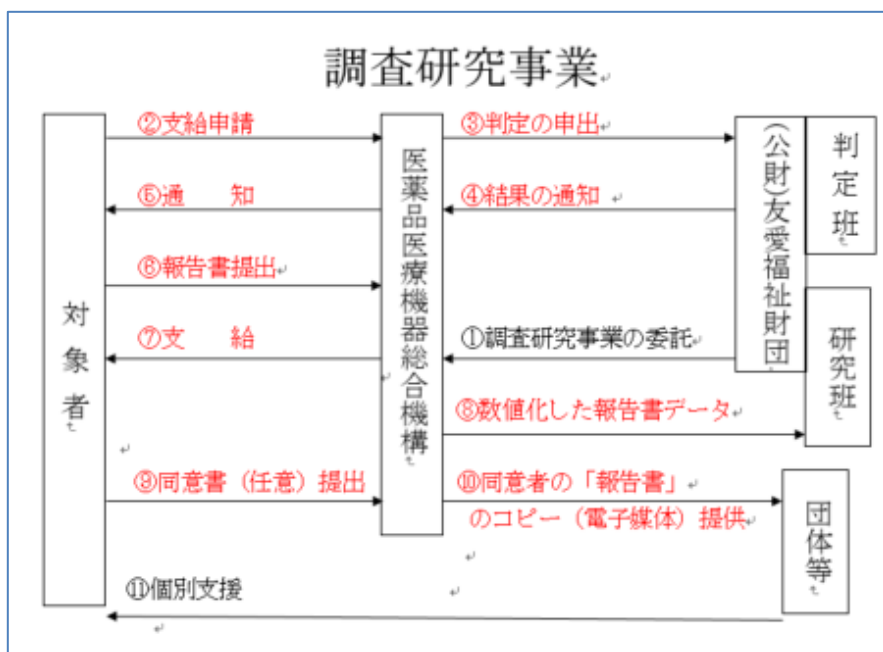 調査研究事業
②支給申請
③判定の申出
⑤通　　知
④結果の通知
⑥報告書提出
⑦支　　給
①調査研究事業の委託
⑧数値化した報告書データ
⑨同意書（任意）提出
⑩同意者の「報告書」
のコピー（電子媒体）提供
⑪個別支援
対象者
医薬品医療機器総合機構
(公財)友愛福祉財団
判定班
研究班
団体等